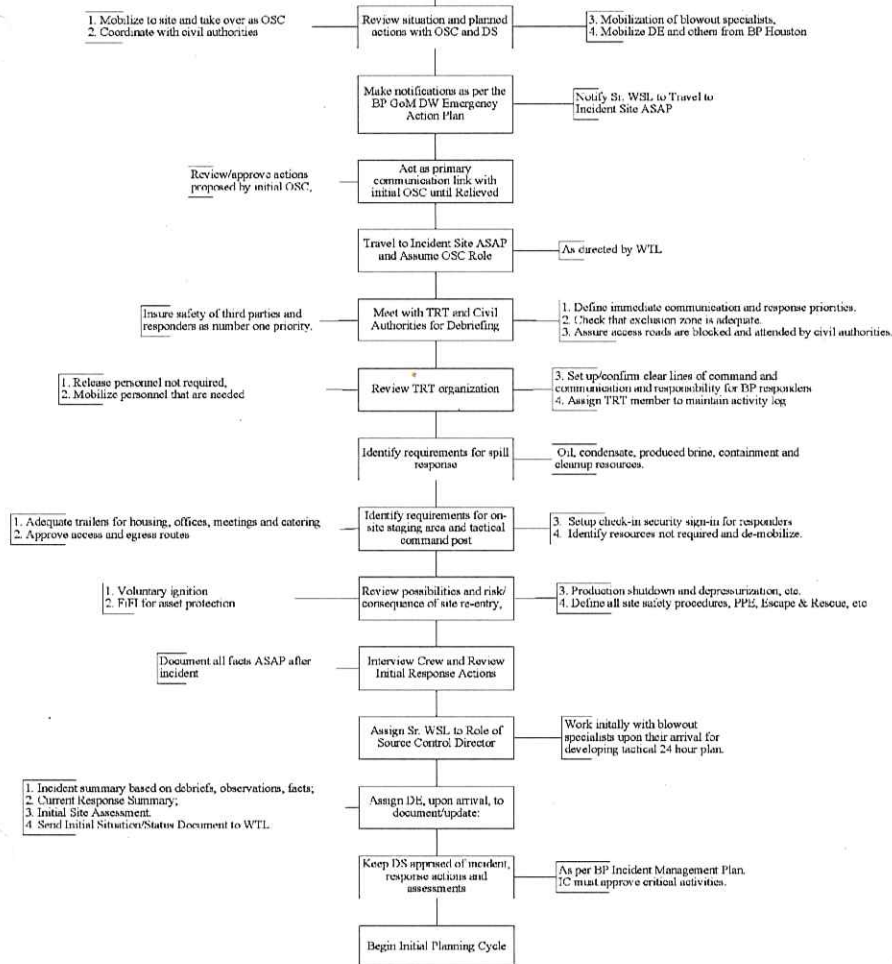 1. Mobilize to site and take over as OSC
2. Coordinate with civil authorities
Review situation and planned
actions with OSC and DS
3. Mobilization of blowout specialists,
4. Mobilize DE and others from BP Houston
Make notifications as per the
BP GoM DW Emergency
Action Plan
Notify Sr. WSL to Travel to
Incident Site ASAP
Review/approve actions
proposed by initial OSC,
Act as primary
communication link with
initial OSC until Relieved
Travel to Incident Site ASAP
and Assume OSC Role
As directed by WTL
Insure safety of third parties and
responders as number one priority.
Meet with TRT and Civil
Authorities for Debriefing
1. Define immediate communication and response priorities.
2. Check that exclusion zone is adequate.
3. Assure access roads are blocked and attended by civil authorities.
1. Release personnel not required,
2. Mobilize personnel that are needed
Review TRT organization
3. Set up/confirm clear lines of command and
communication and responsibility for BP responders
4. Assign TRT member to maintain activity log
Identify requirements for spill
response
Oil, condensate, produced brine, containment and
cleanup resources.
1. Adequate trailers for housing, offices, meetings and catering
2. Approve access and egress routes
Identify requirements for on-
site staging area and tactical
command post
3. Setup check-in security sign-in for responders
4. Identify resources not required and de-mobilize.
1. Voluntary ignition
2. FiFI for asset protection
Review possibilities and risk/
consequence of site re-entry,
3. Production shutdown and depressurization, etc.
4. Define all site safety procedures, PPE, Escape & Rescue, etc
Document all facts ASAP after
incident
Interview Crew and Review
Initial Response Actions
Assign Sr. WSL to Role of
Source Control Director
Work initally with blowout
specialists upon their arrival for
developing tactical 24 hour plan.
1. Incident summary based on debriefs, observations, facts;
2. Current Response Summary;
3. Initial Site Assessment.
4. Send Initial Situation/Status Document to WTL
Assign DE, upon arrival, to
document/update:
Keep DS apprised of incident,
response actions and
assessments
As per BP Incident Management Plan.
IC must approve critical activities.
Begin Initial Planning Cycle